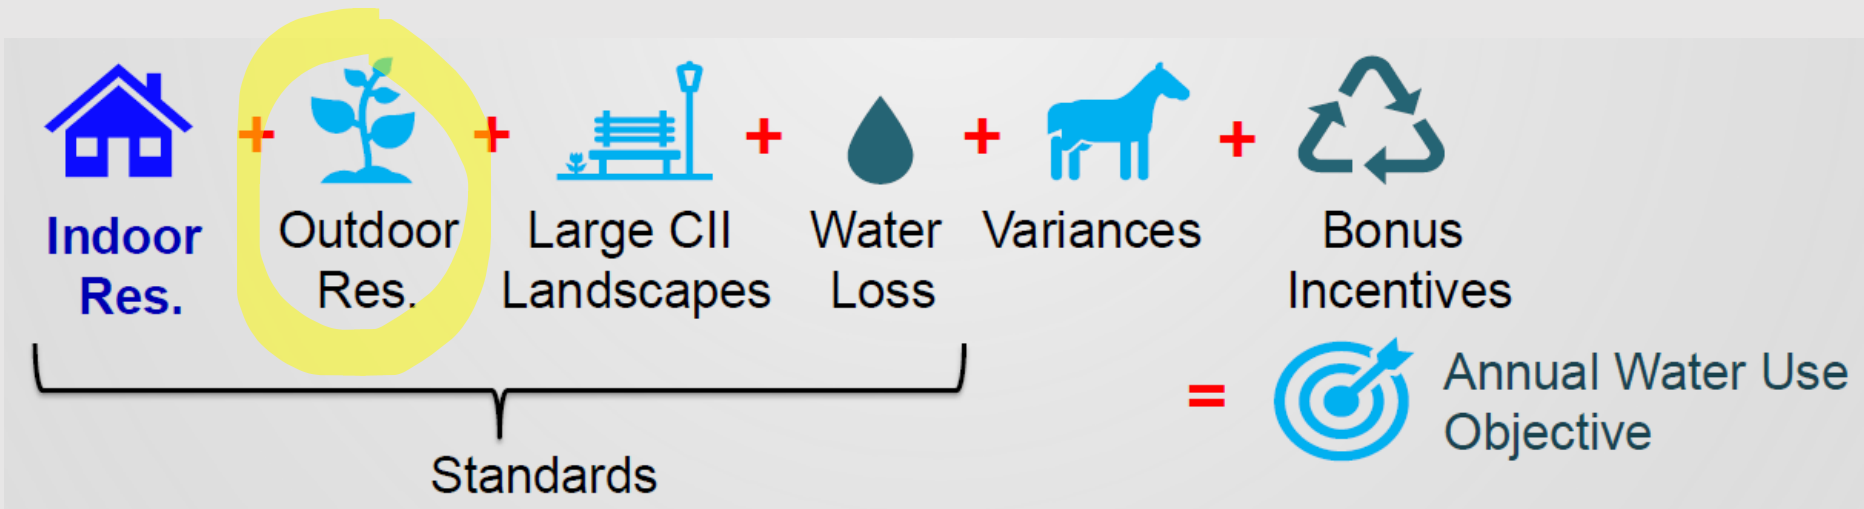 Indoor
Res.
+
Outdoor
Res.
+
Large CII
Landscapes
+
Water
Loss
+
Variances
+
Bonus
Incentives
=
Annual Water Use
Objective
Standards